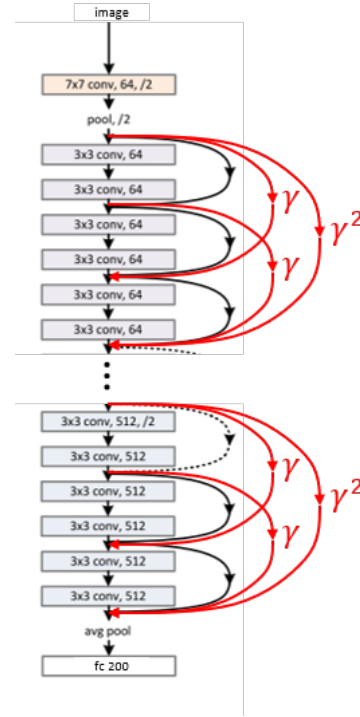 image
7x7 conv, 64, /2
pool, /2
3x3 conv, 64
3x3 conv, 64
3x3 conv, 64
3x3 conv, 64
3x3 conv, 64
3x3 conv, 64
γ
γ
γ²
3x3 conv, 512, /2
3x3 conv, 512
3x3 conv, 512
3x3 conv, 512
3x3 conv, 512
3x3 conv, 512
γ
γ
γ²
avg pool
fc 200